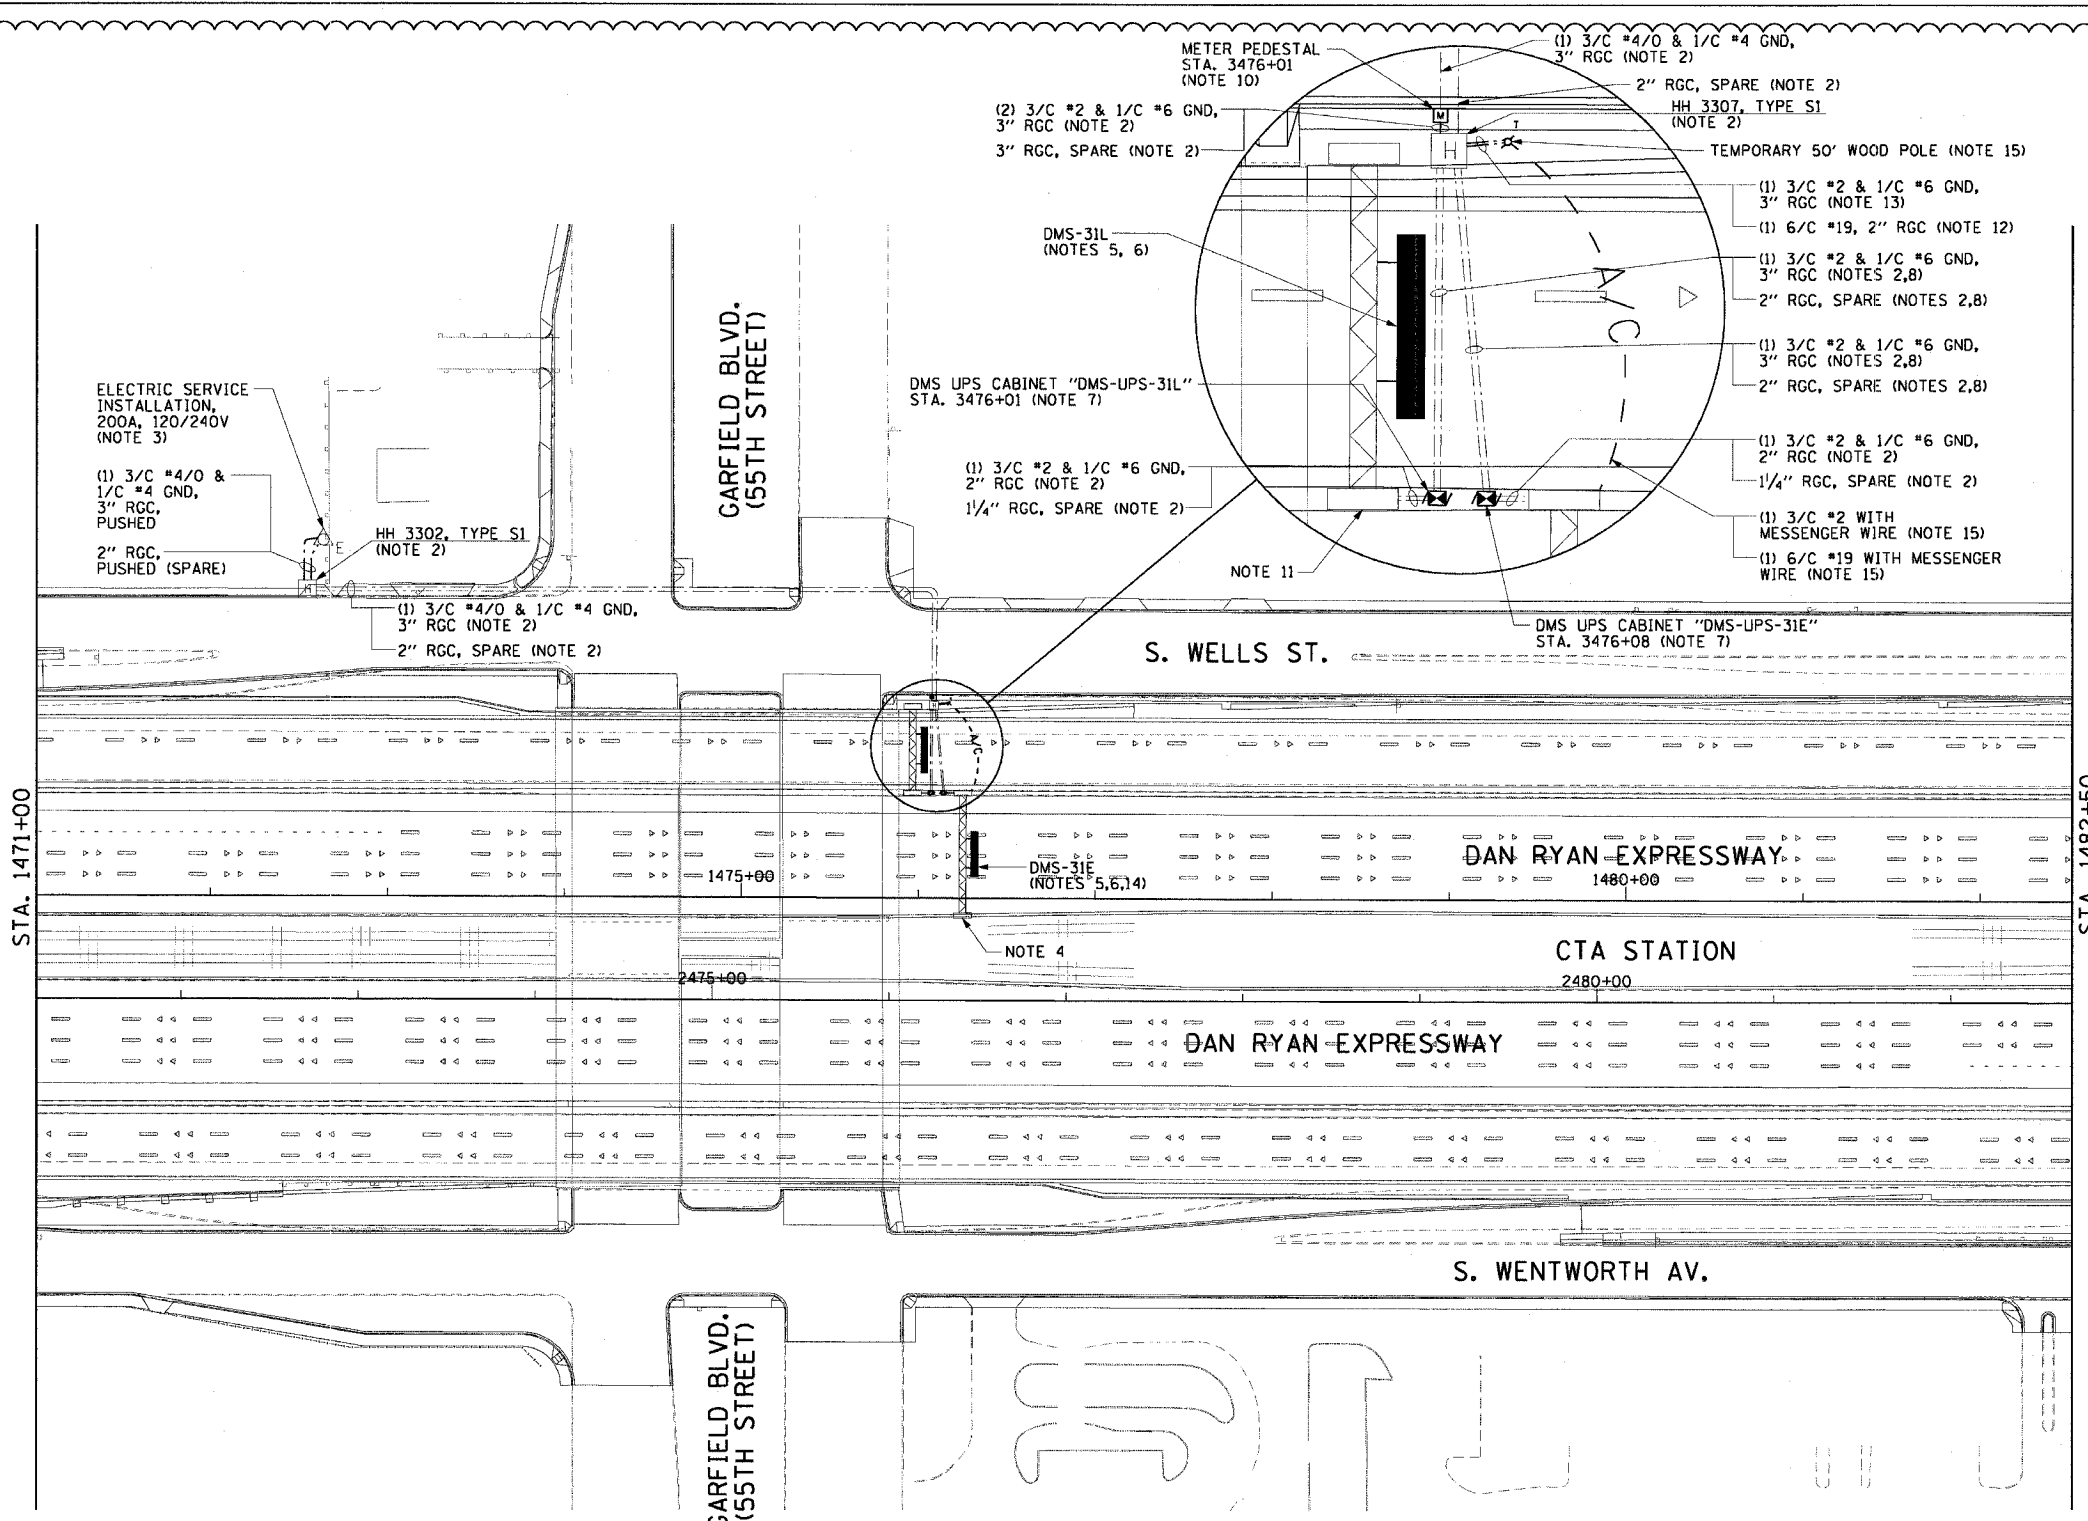 METER PEDESTAL
STA. 3476+01
(NOTE 10)
(1) 3/C #4/0 & 1/C #4 GND,
3" RGC (NOTE 2)
2" RGC, SPARE (NOTE 2)
HH 3307, TYPE S1
(NOTE 2)
(2) 3/C #2 & 1/C #6 GND,
3" RGC (NOTE 2)
3" RGC, SPARE (NOTE 2)
M
T
H
TEMPORARY 50' WOOD POLE (NOTE 15)
(1) 3/C #2 & 1/C #6 GND,
3" RGC (NOTE 13)
(1) 6/C #19, 2" RGC (NOTE 12)
DMS-31L
(NOTES 5, 6)
(1) 3/C #2 & 1/C #6 GND,
3" RGC (NOTES 2,8)
2" RGC, SPARE (NOTES 2,8)
A/C
(1) 3/C #2 & 1/C #6 GND,
3" RGC (NOTES 2,8)
2" RGC, SPARE (NOTES 2,8)
DMS UPS CABINET "DMS-UPS-31L"
STA. 3476+01 (NOTE 7)
(1) 3/C #2 & 1/C #6 GND,
2" RGC (NOTE 2)
1 1/4" RGC, SPARE (NOTE 2)
(1) 3/C #2 & 1/C #6 GND,
2" RGC (NOTE 2)
1 1/4" RGC, SPARE (NOTE 2)
(1) 3/C #2 WITH
MESSENGER WIRE (NOTE 15)
(1) 6/C #19 WITH MESSENGER
WIRE (NOTE 15)
NOTE 11
DMS UPS CABINET "DMS-UPS-31E"
STA. 3476+08 (NOTE 7)
GARFIELD BLVD.
(55TH STREET)
ELECTRIC SERVICE
INSTALLATION,
200A, 120/240V
(NOTE 3)
(1) 3/C #4/0 &
1/C #4 GND,
3" RGC,
PUSHED
2" RGC,
PUSHED (SPARE)
E
H
HH 3302, TYPE S1
(NOTE 2)
(1) 3/C #4/0 & 1/C #4 GND,
3" RGC (NOTE 2)
2" RGC, SPARE (NOTE 2)
S. WELLS ST.
H
A/C
STA. 1471+00
STA. 1482+50
DAN RYAN EXPRESSWAY
1475+00
1480+00
DMS-31E
(NOTES 5,6,14)
NOTE 4
CTA STATION
2475+00
2480+00
DAN RYAN EXPRESSWAY
S. WENTWORTH AV.
GARFIELD BLVD.
(55TH STREET)